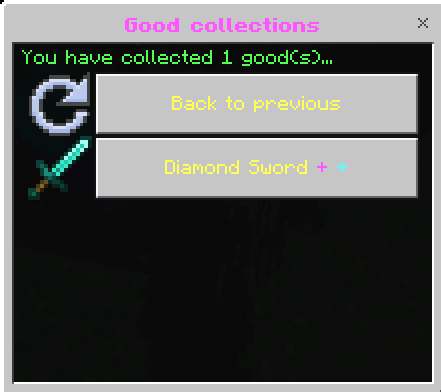 Good collections
You have collected 1 good(s)...
Back to previous
Diamond Sword + +